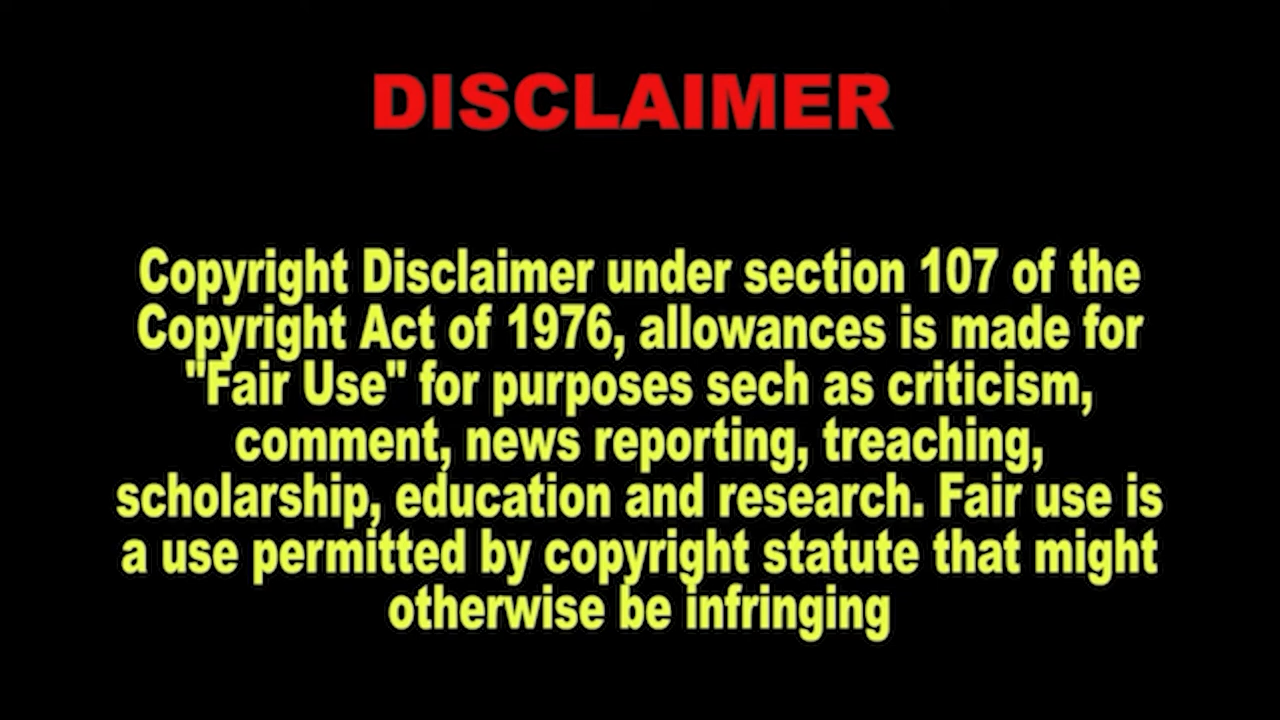 DISCLAIMER
Copyright Disclaimer under section 107 of the
Copyright Act of 1976, allowances is made for
"Fair Use" for purposes sech as criticism,
comment, news reporting, treaching,
scholarship, education and research. Fair use is
a use permitted by copyright statute that might
otherwise be infringing